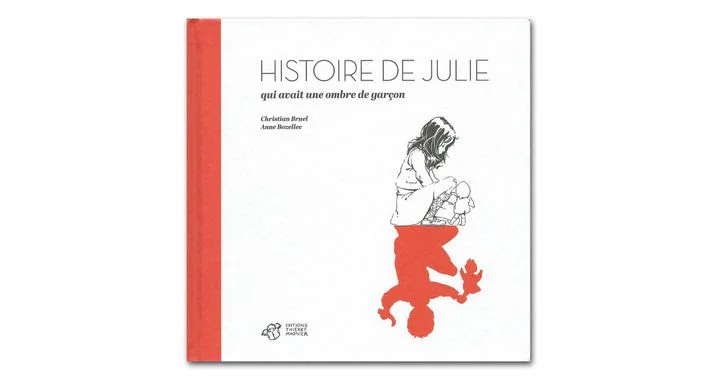 HISTOIRE DE JULIE
qui avait une ombre de garçon
Christian Bruel
Anne Bozellec
EDITIONS
THIERRY
MAGNIER